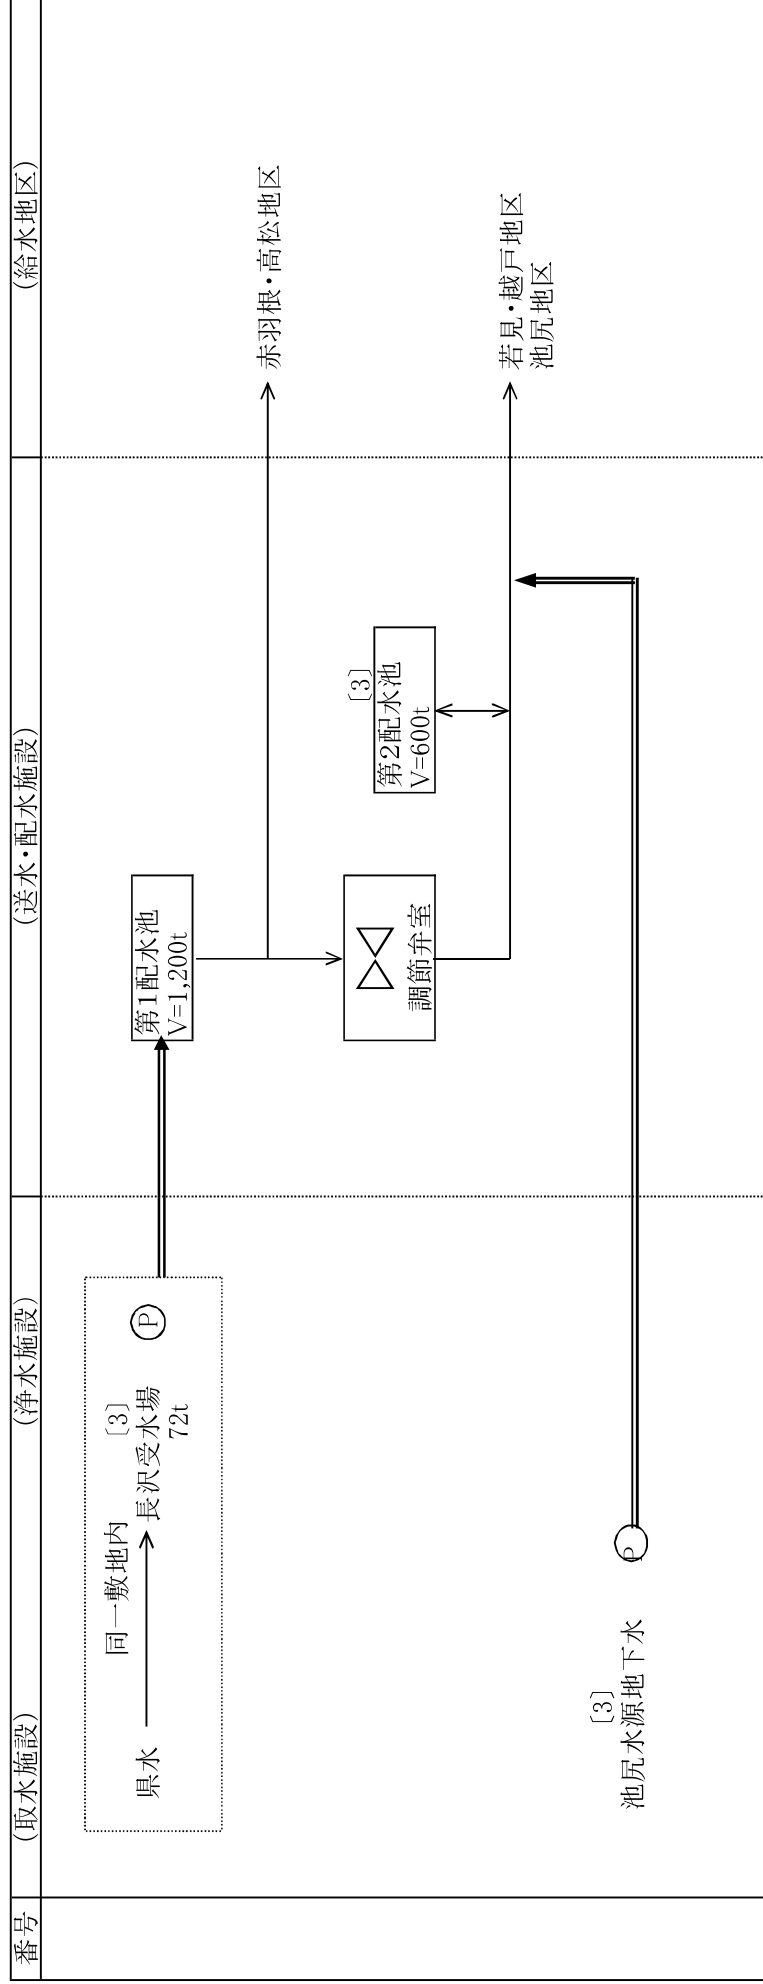 番号
(取水施設)
(浄水施設)
(送水・配水施設)
(給水地区)
同一敷地内
〔3〕
県水
長沢受水場
72t
P
第1配水池
V=1,200t
赤羽根・高松地区
調節弁室
〔3〕
第2配水池
V=600t
若見・越戸地区
池尻地区
〔3〕
池尻水源地下水
P